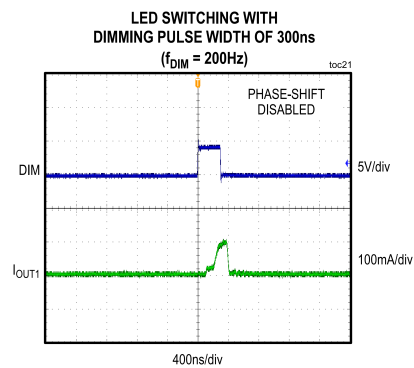 LED SWITCHING WITH
DIMMING PULSE WIDTH OF 300ns
(fDIM = 200Hz)
toc21
PHASE-SHIFT
DISABLED
DIM
5V/div
IOUT1
100mA/div
400ns/div